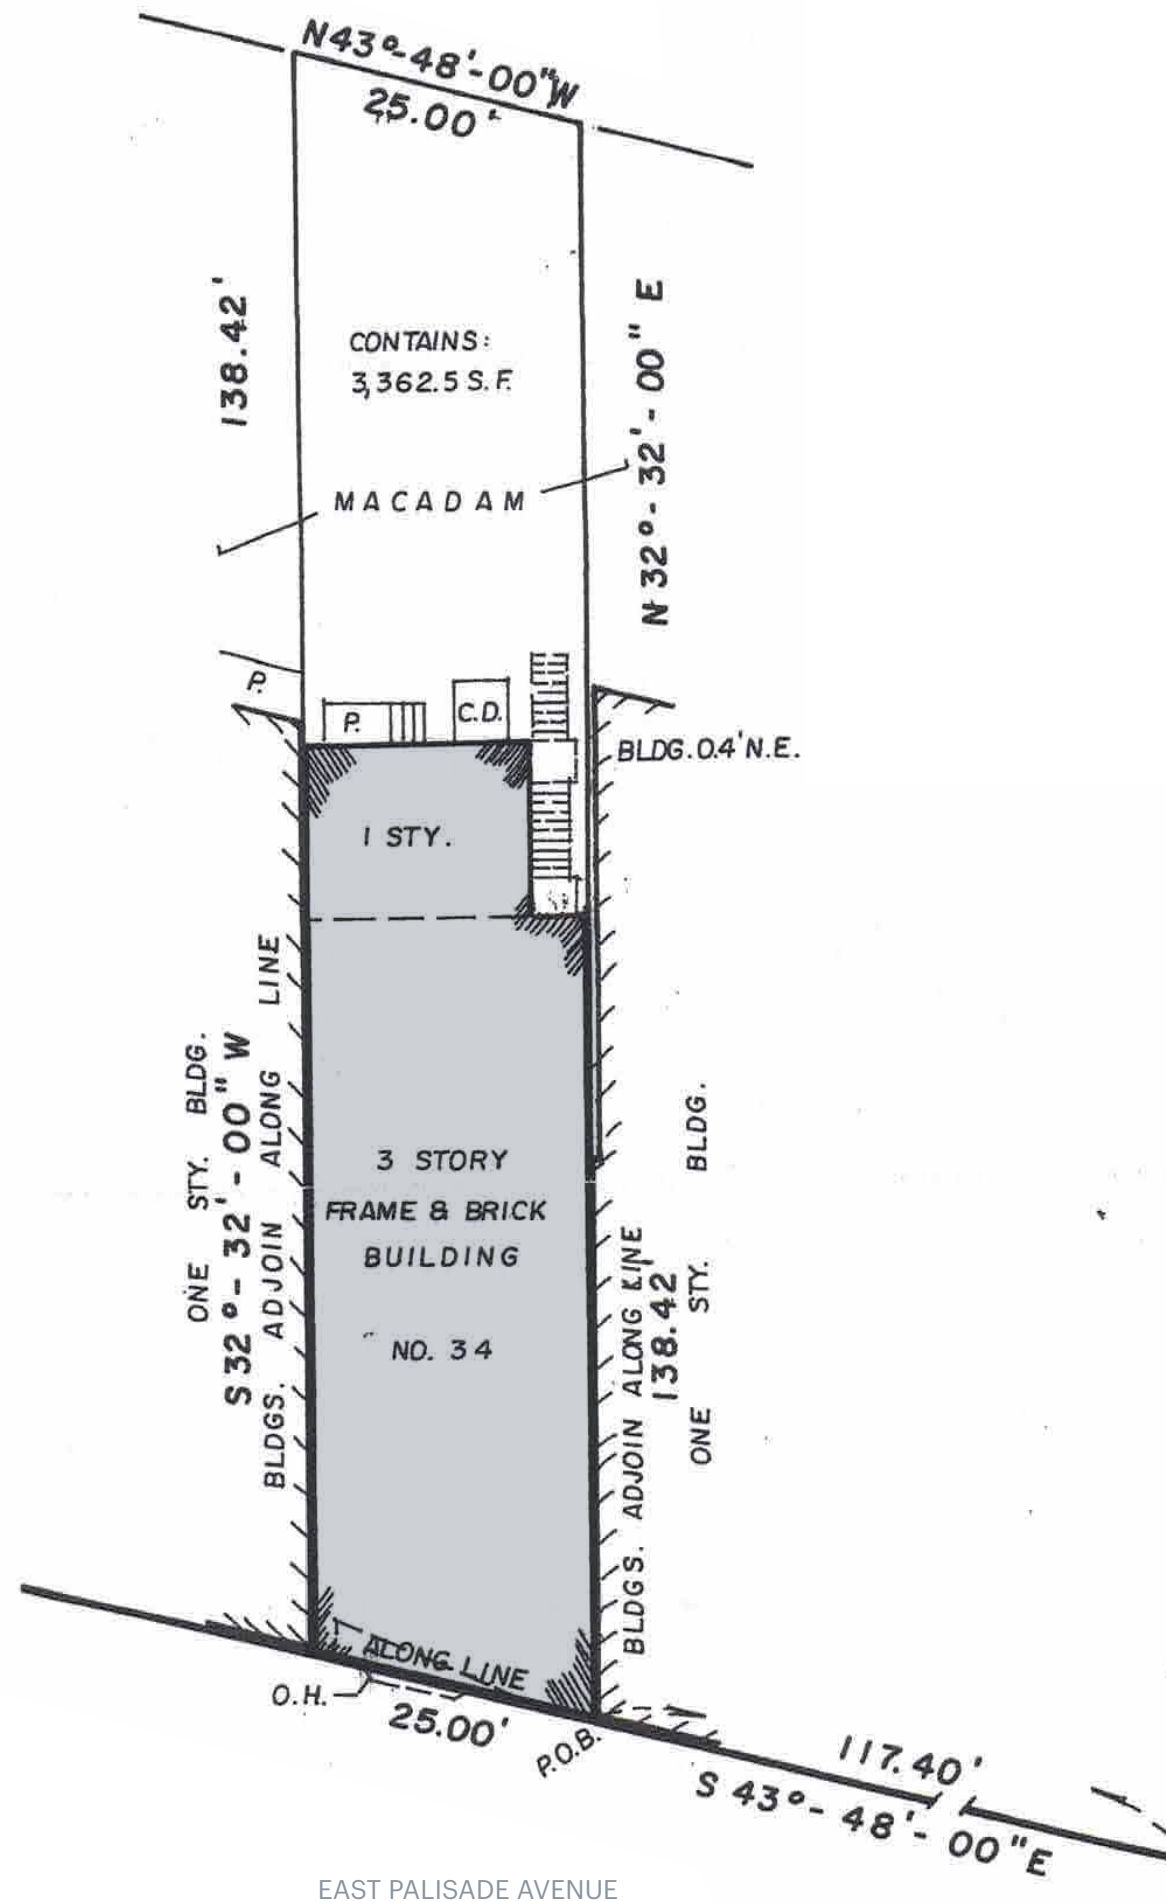 N43°-48'-00"W
25.00'
138.42'
CONTAINS:
3,362.5 S.F.
N 32°-32'-00" E
MACADAM
P.
P.
C.D.
BLDG. 0.4' N.E.
1 STY.
ONE STY. BLDG.
S 32°-32'-00" W
BLDGS. ADJOIN ALONG LINE
3 STORY
FRAME & BRICK
BUILDING
NO. 34
BLDGS. ADJOIN ALONG LINE
138.42
ONE STY. BLDG.
ALONG LINE
O.H.
25.00'
P.O.B.
117.40'
S 43°-48'-00"E
EAST PALISADE AVENUE